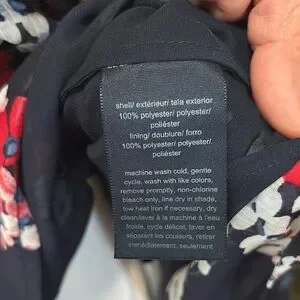 shell/ extérieur/ tela exterior
100% polyester/ polyester/
poliéster
lining/ doublure/ forro
100% polyester/ polyester/
poliéster
machine wash cold, gentle
cycle, wash with like colors,
remove promptly, non-chlorine
bleach only, line dry in shade,
low heat iron if necessary, dry
clean/laver à la machine à l'eau
froide, cycle délicat, laver en
séparant les couleurs, retirer
immédiatement, seulement